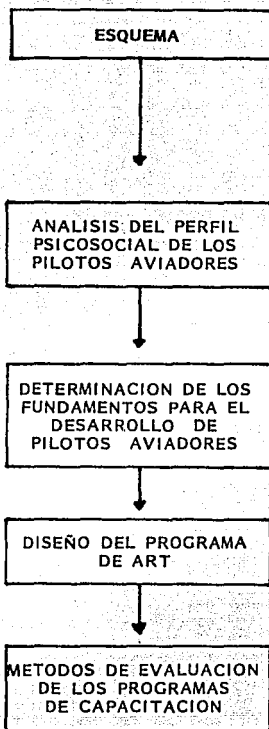 ESQUEMA
ANALISIS DEL PERFIL
PSICOSOCIAL DE LOS
PILOTOS AVIADORES
DETERMINACION DE LOS
FUNDAMENTOS PARA EL
DESARROLLO DE
PILOTOS AVIADORES
DISEÑO DEL PROGRAMA
DE ART
METODOS DE EVALUACION
DE LOS PROGRAMAS
DE CAPACITACION